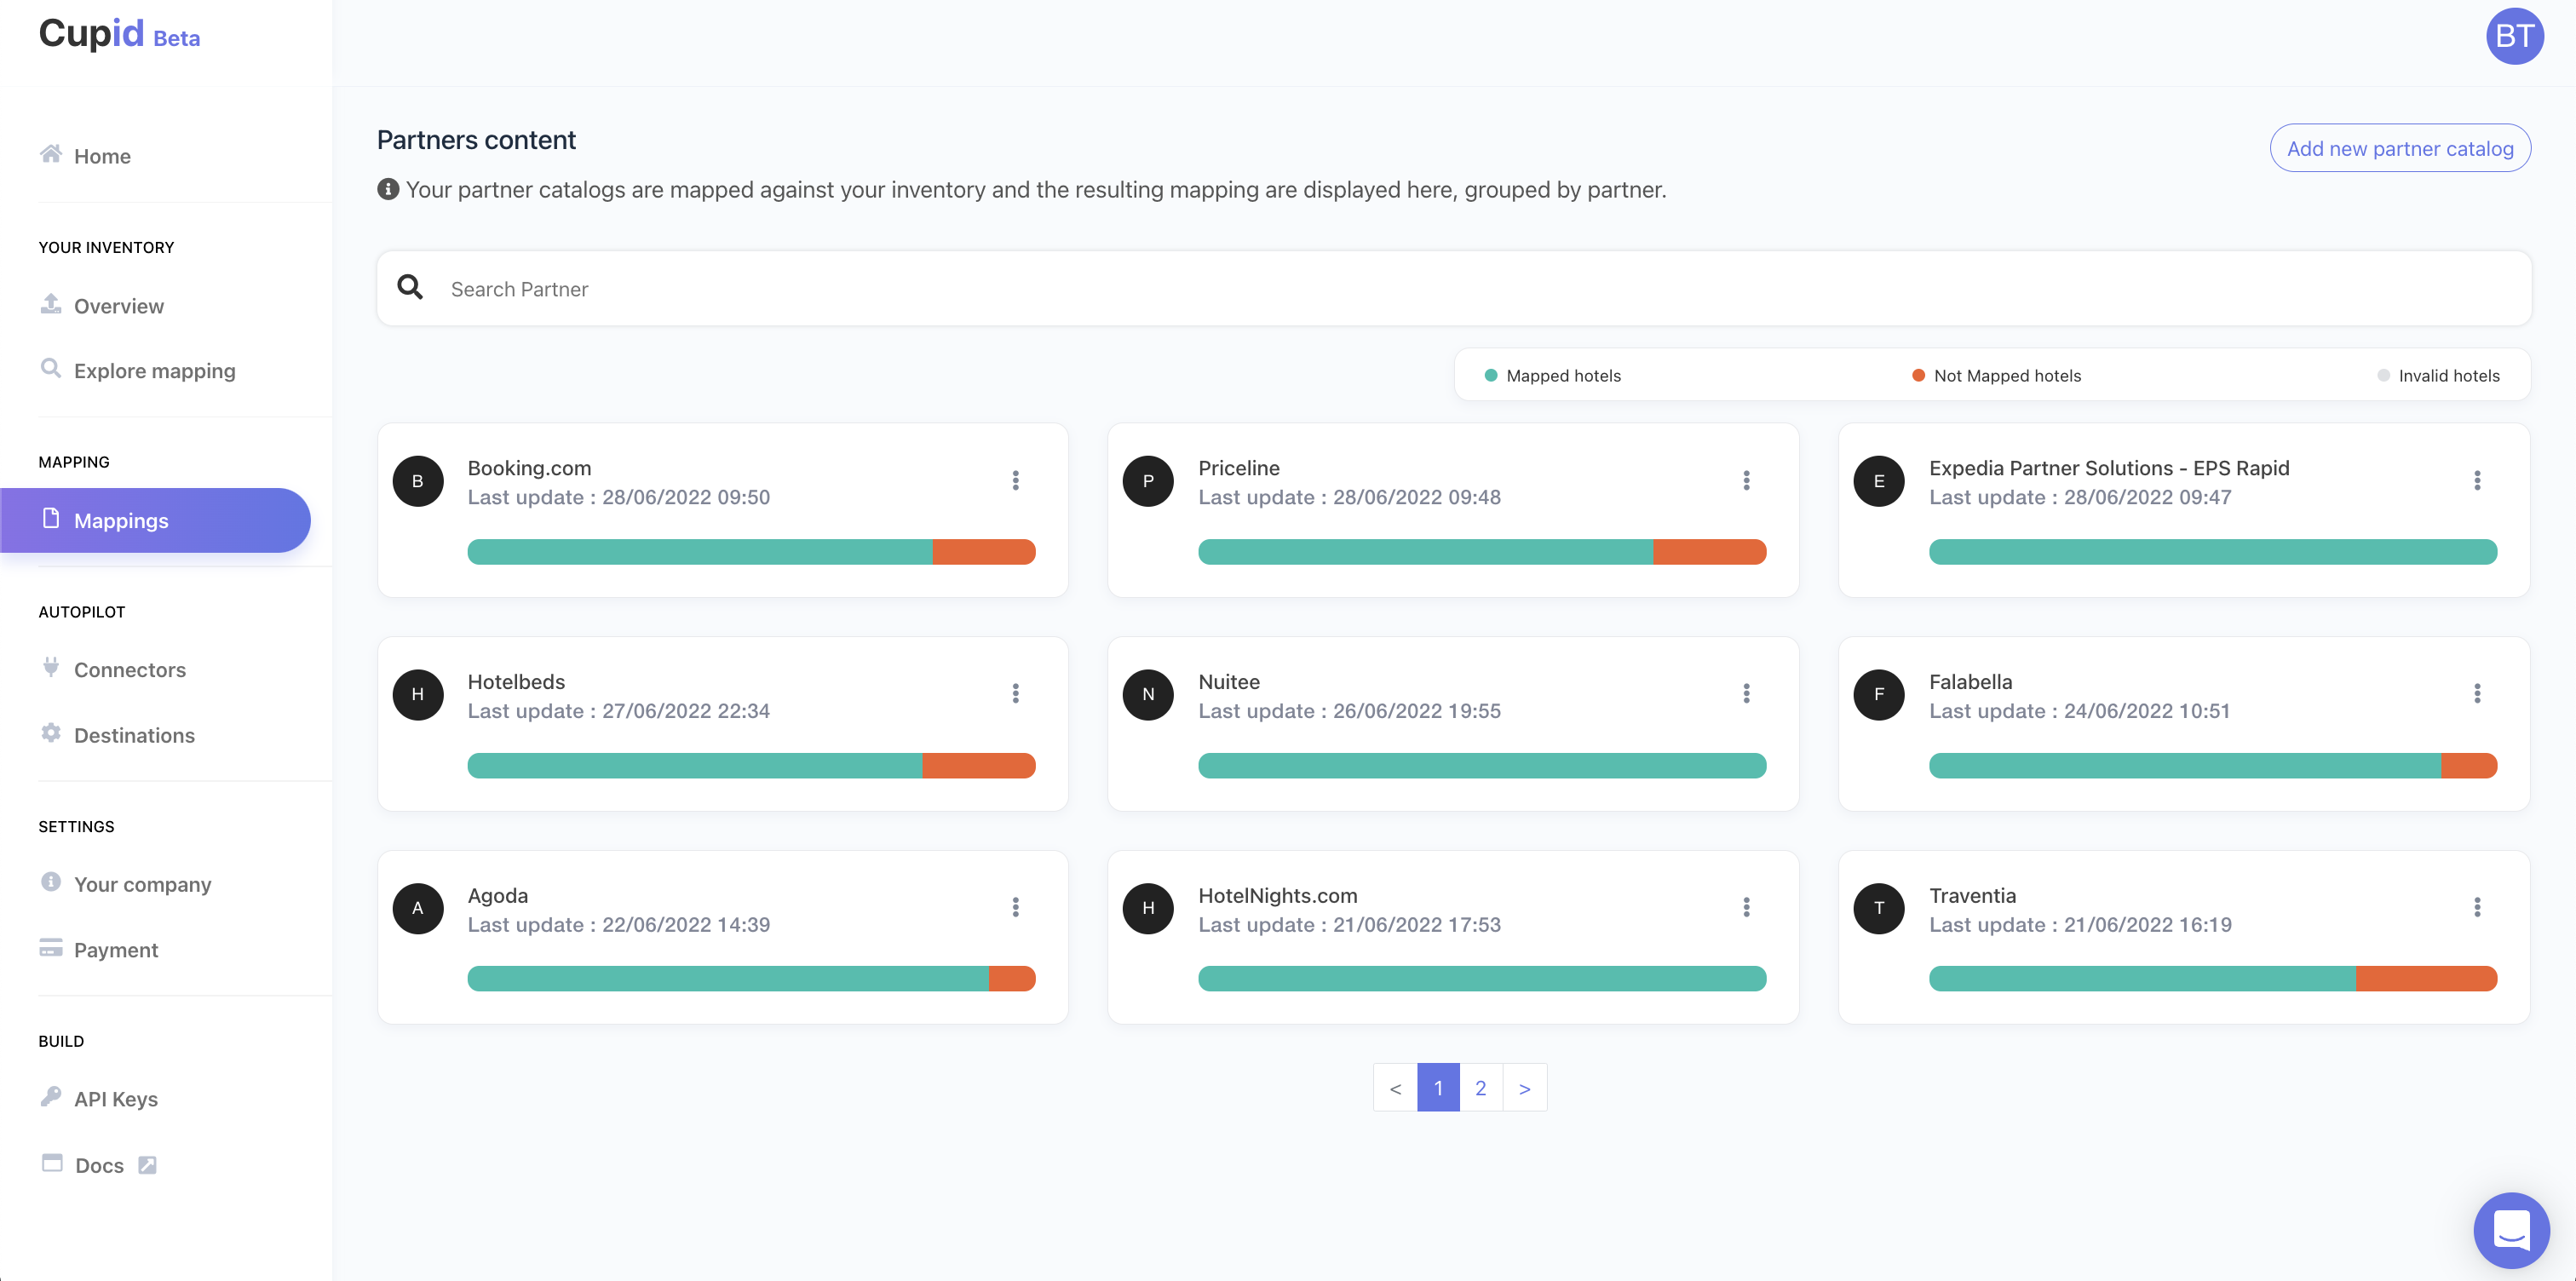 Cupid Beta
BT
Home
YOUR INVENTORY
Overview
Explore mapping
MAPPING
Mappings
AUTOPILOT
Connectors
Destinations
SETTINGS
Your company
Payment
BUILD
API Keys
Docs
Partners content
Add new partner catalog
Your partner catalogs are mapped against your inventory and the resulting mapping are displayed here, grouped by partner.
Search Partner
Mapped hotels
Not Mapped hotels
Invalid hotels
B
Booking.com
Last update : 28/06/2022 09:50
P
Priceline
Last update : 28/06/2022 09:48
E
Expedia Partner Solutions - EPS Rapid
Last update : 28/06/2022 09:47
H
Hotelbeds
Last update : 27/06/2022 22:34
N
Nuitee
Last update : 26/06/2022 19:55
F
Falabella
Last update : 24/06/2022 10:51
A
Agoda
Last update : 22/06/2022 14:39
H
HotelNights.com
Last update : 21/06/2022 17:53
T
Traventia
Last update : 21/06/2022 16:19
< 1 2 >